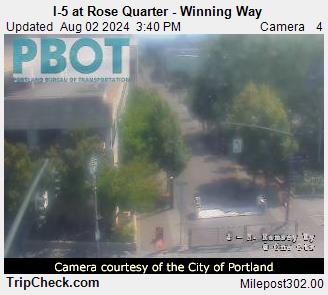 I-5 at Rose Quarter - Winning Way
Updated Aug 02 2024 3:40 PM Camera 4
PBOT
PORTLAND BUREAU OF TRANSPORTATION
Camera courtesy of the City of Portland
TripCheck.com Milepost302.00